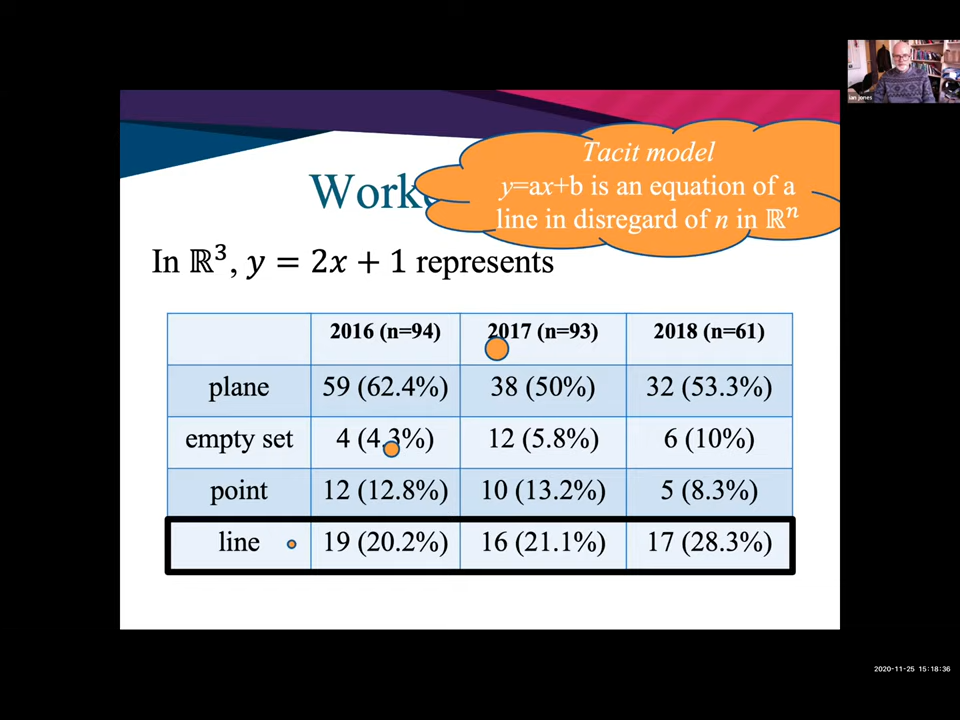 ian jones
Tacit model
y=ax+b is an equation of a
line in disregard of n in ℝⁿ
In ℝ³, y = 2x + 1 represents
2016 (n=94) 2017 (n=93) 2018 (n=61)
plane 59 (62.4%) 38 (50%) 32 (53.3%)
empty set 4 (4.3%) 12 (5.8%) 6 (10%)
point 12 (12.8%) 10 (13.2%) 5 (8.3%)
line 19 (20.2%) 16 (21.1%) 17 (28.3%)
2020-11-25 15:18:36